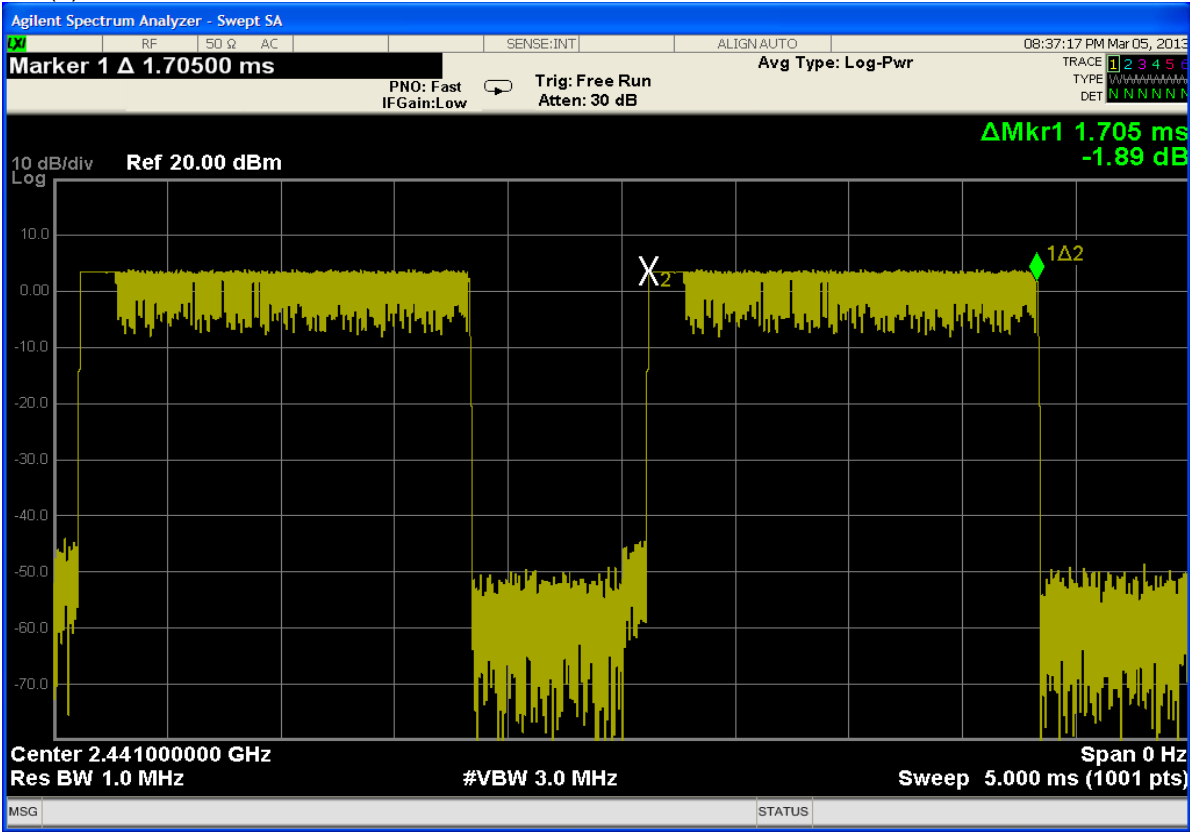 Agilent Spectrum Analyzer - Swept SA
LXI RF 50 Ω AC SENSE:INT ALIGNAUTO 08:37:17 PM Mar 05, 2013
Marker 1 Δ 1.70500 ms
Avg Type: Log-Pwr
TRACE 1 2 3 4 5 6
PNO: Fast Trig: Free Run
TYPE
IFGain:Low Atten: 30 dB
DET N N N N N N
ΔMkr1 1.705 ms
-1.89 dB
10 dB/div Ref 20.00 dBm
Log
10.0
1Δ2
X2
0.00
-10.0
-20.0
-30.0
-40.0
-50.0
-60.0
-70.0
Center 2.441000000 GHz Span 0 Hz
Res BW 1.0 MHz #VBW 3.0 MHz Sweep 5.000 ms (1001 pts)
MSG STATUS